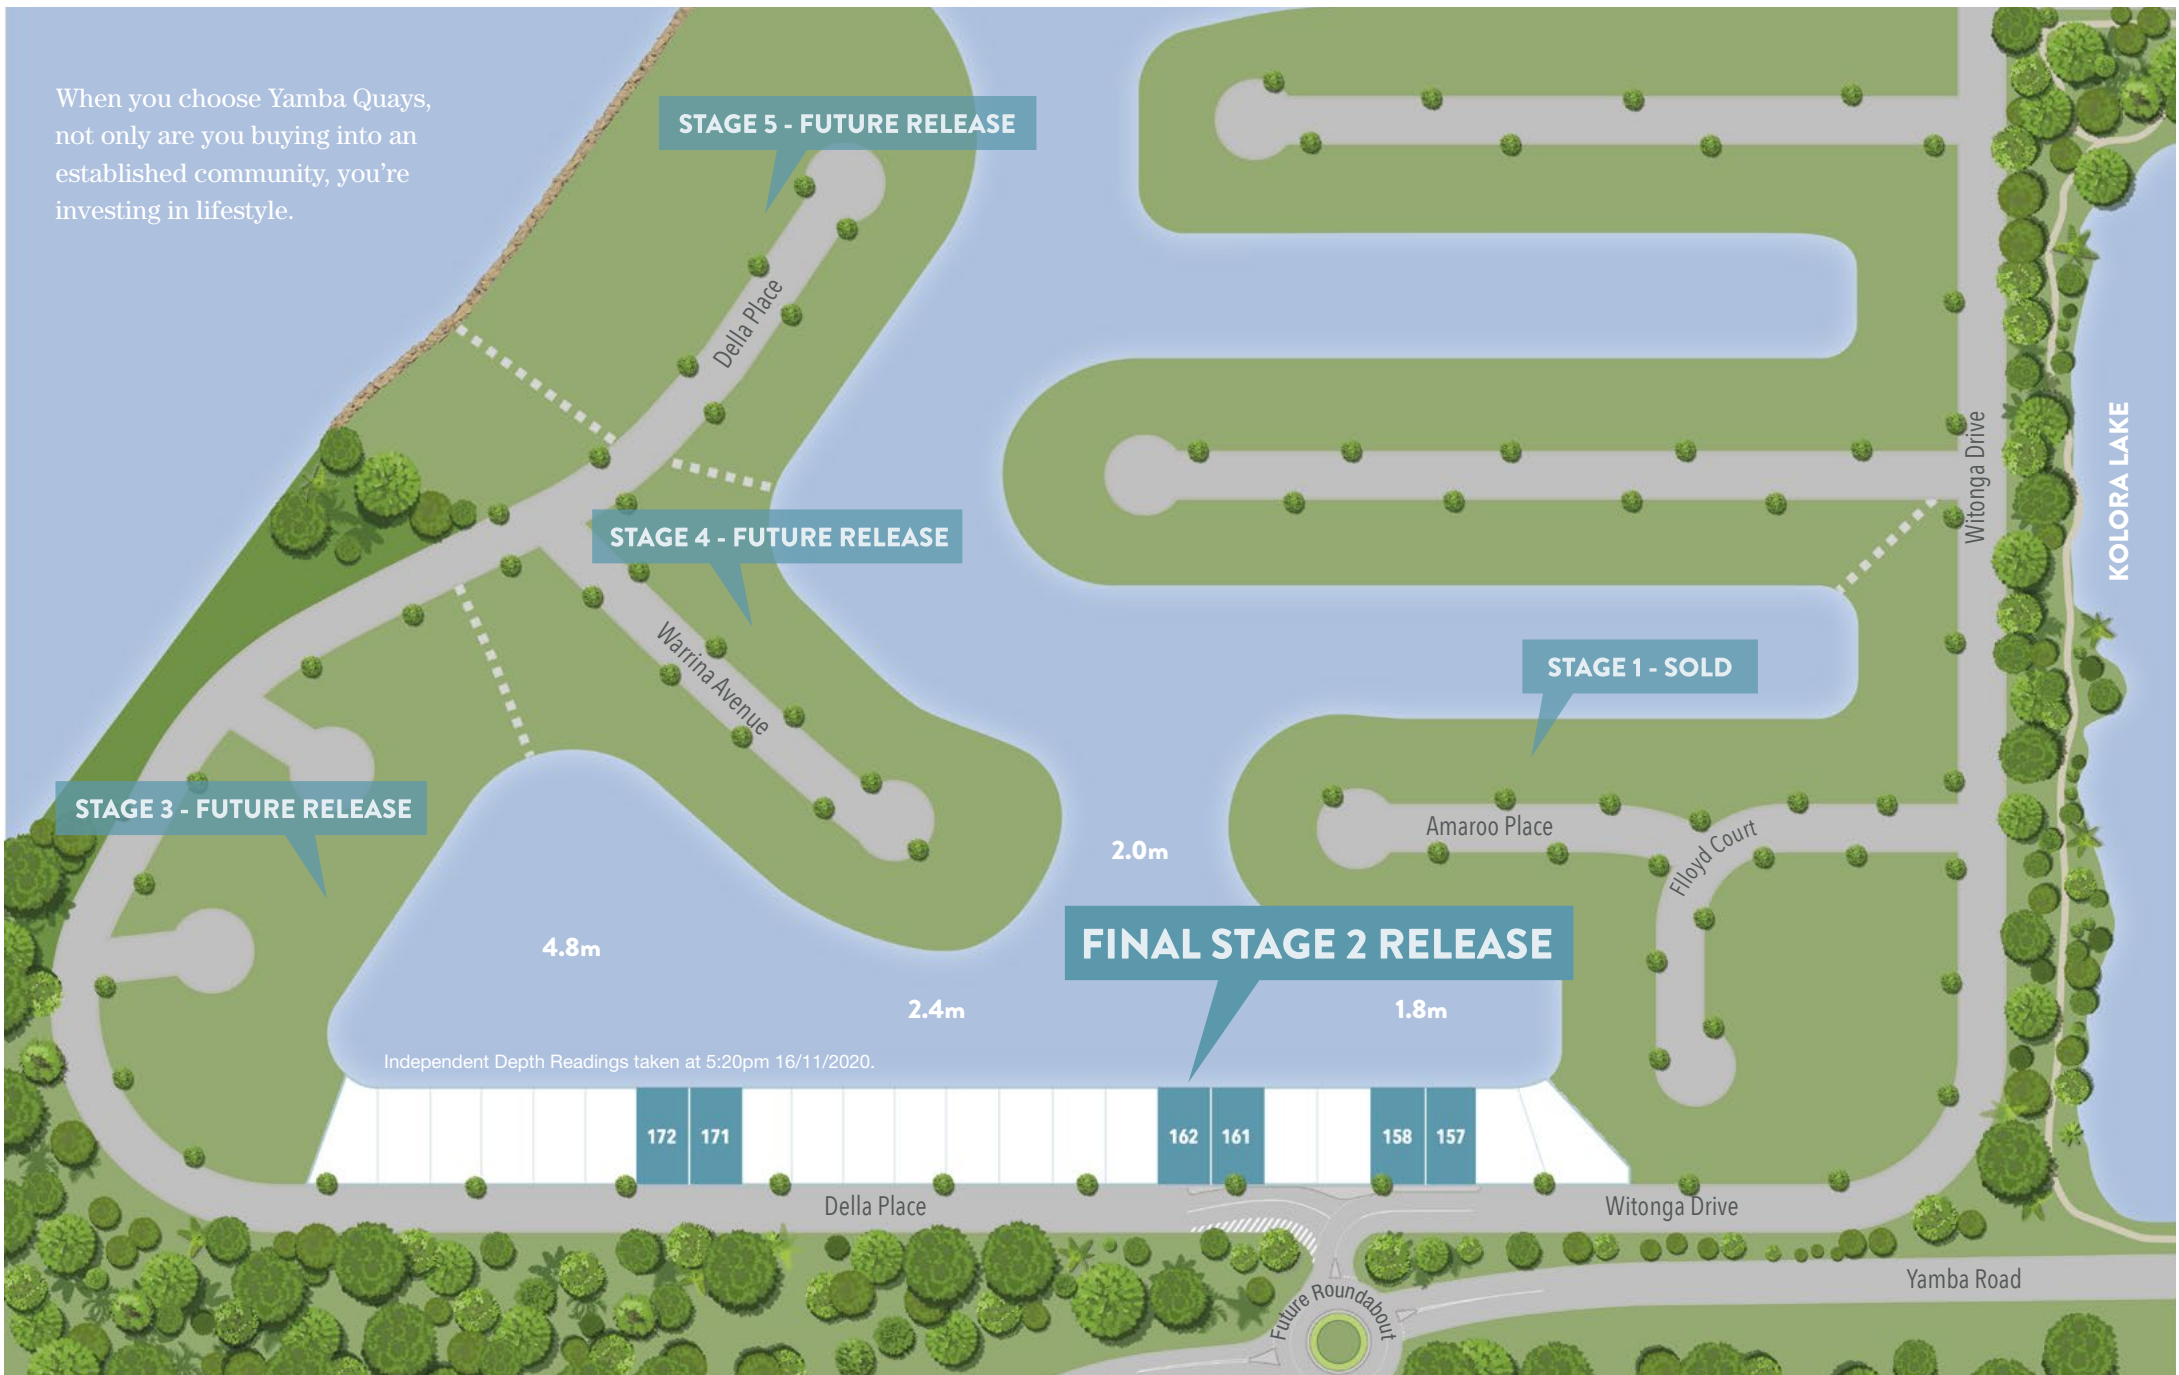 When you choose Yamba Quays,
not only are you buying into an
established community, you’re
investing in lifestyle.
STAGE 5 - FUTURE RELEASE
Della Place
Witonga Drive
KOLORA LAKE
STAGE 4 - FUTURE RELEASE
Warrina Avenue
STAGE 1 - SOLD
STAGE 3 - FUTURE RELEASE
Amaroo Place
Flloyd Court
2.0m
FINAL STAGE 2 RELEASE
4.8m
2.4m
1.8m
Independent Depth Readings taken at 5:20pm 16/11/2020.
172 171 162 161 158 157
Della Place
Witonga Drive
Yamba Road
Future Roundabout